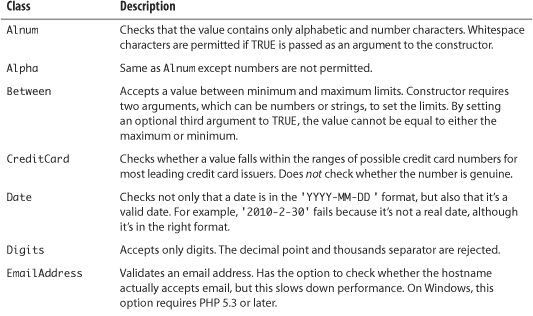 Class Description
Alnum Checks that the value contains only alphabetic and number characters. Whitespace
characters are permitted if TRUE is passed as an argument to the constructor.
Alpha Same as Alnum except numbers are not permitted.
Between Accepts a value between minimum and maximum limits. Constructor requires
two arguments, which can be numbers or strings, to set the limits. By setting
an optional third argument to TRUE, the value cannot be equal to either the
maximum or minimum.
CreditCard Checks whether a value falls within the ranges of possible credit card numbers for
most leading credit card issuers. Does not check whether the number is genuine.
Date Checks not only that a date is in the 'YYYY-MM-DD ' format, but also that it’s a
valid date. For example, '2010-2-30' fails because it’s not a real date, although
it’s in the right format.
Digits Accepts only digits. The decimal point and thousands separator are rejected.
EmailAddress Validates an email address. Has the option to check whether the hostname
actually accepts email, but this slows down performance. On Windows, this
option requires PHP 5.3 or later.